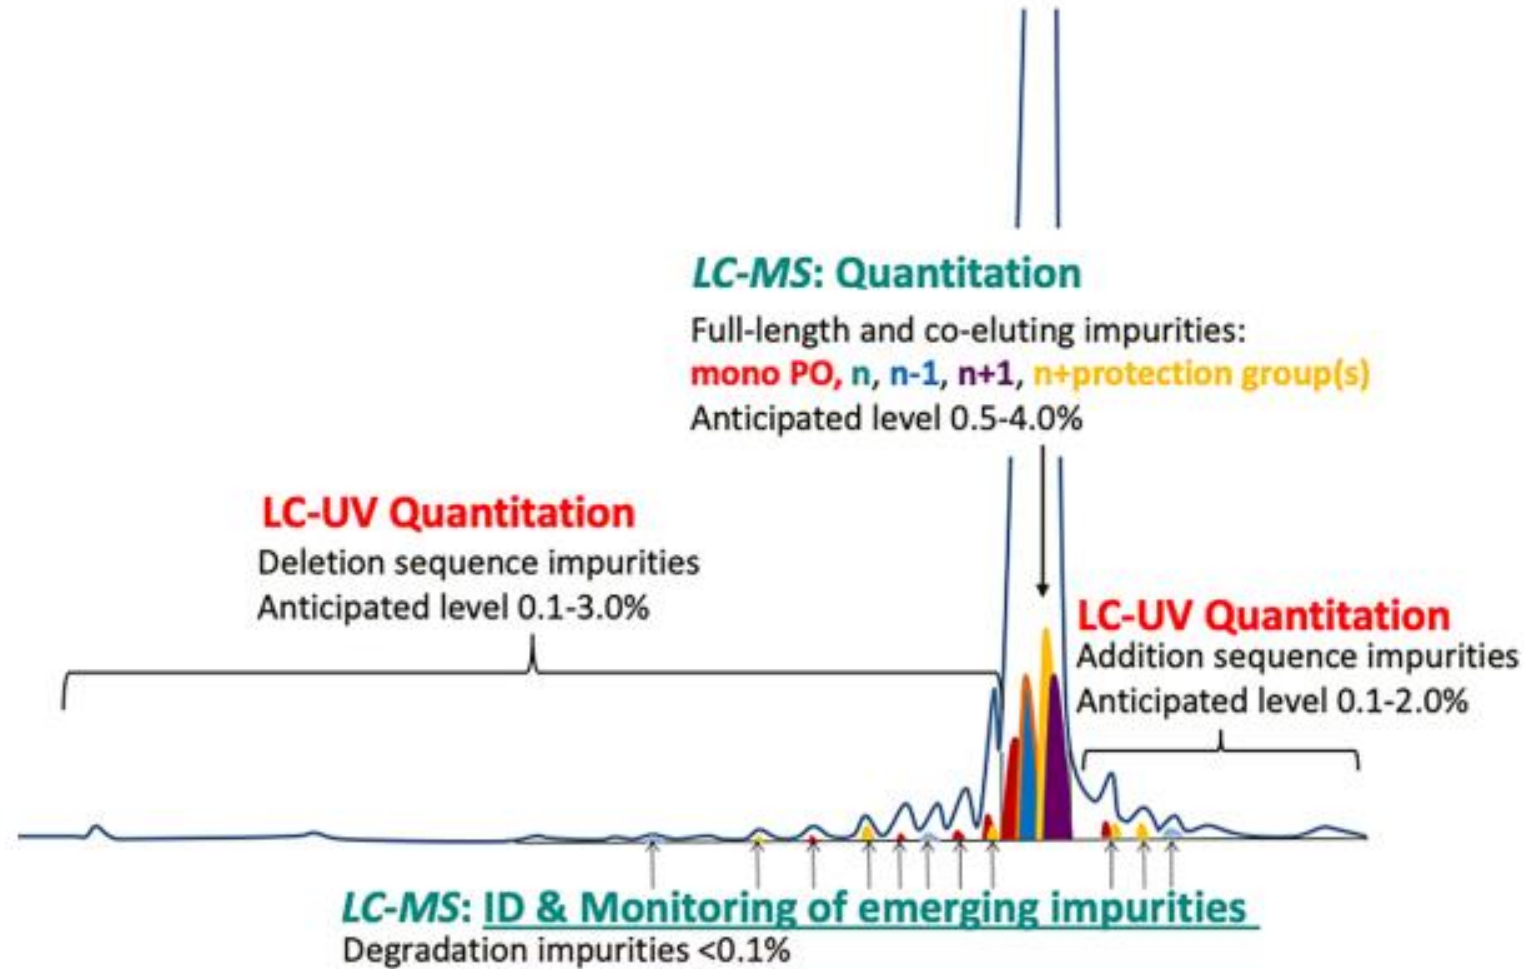 LC-MS: Quantitation
Full-length and co-eluting impurities:
mono PO, n, n-1, n+1, n+protection group(s)
Anticipated level 0.5-4.0%
LC-UV Quantitation
Deletion sequence impurities
Anticipated level 0.1-3.0%
LC-UV Quantitation
Addition sequence impurities
Anticipated level 0.1-2.0%
LC-MS: ID & Monitoring of emerging impurities
Degradation impurities <0.1%